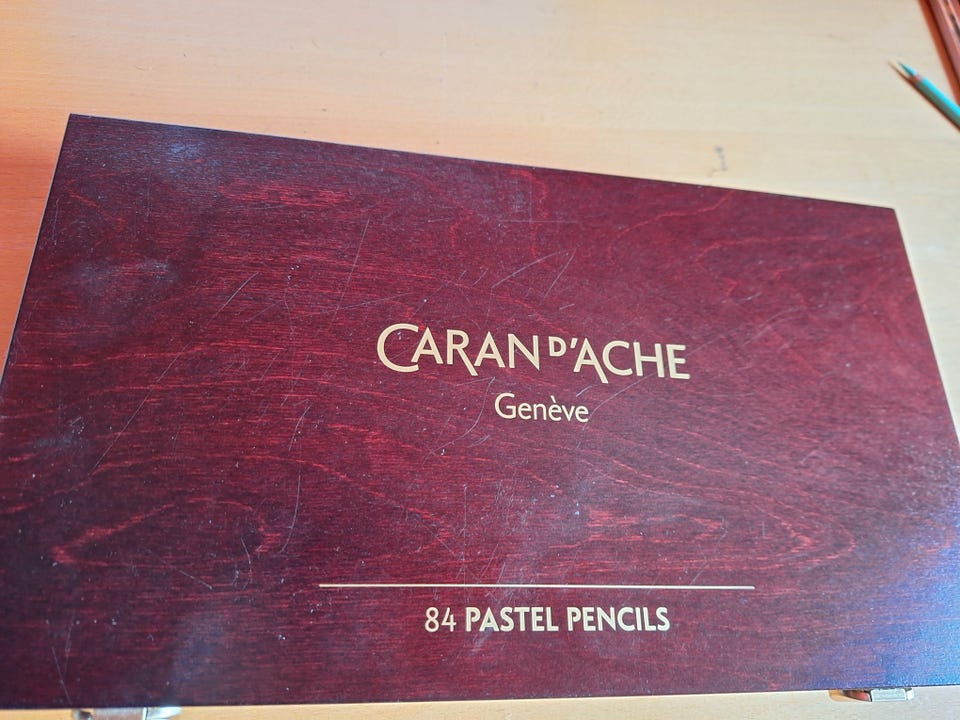 CARAN D'ACHE
Genève
84 PASTEL PENCILS